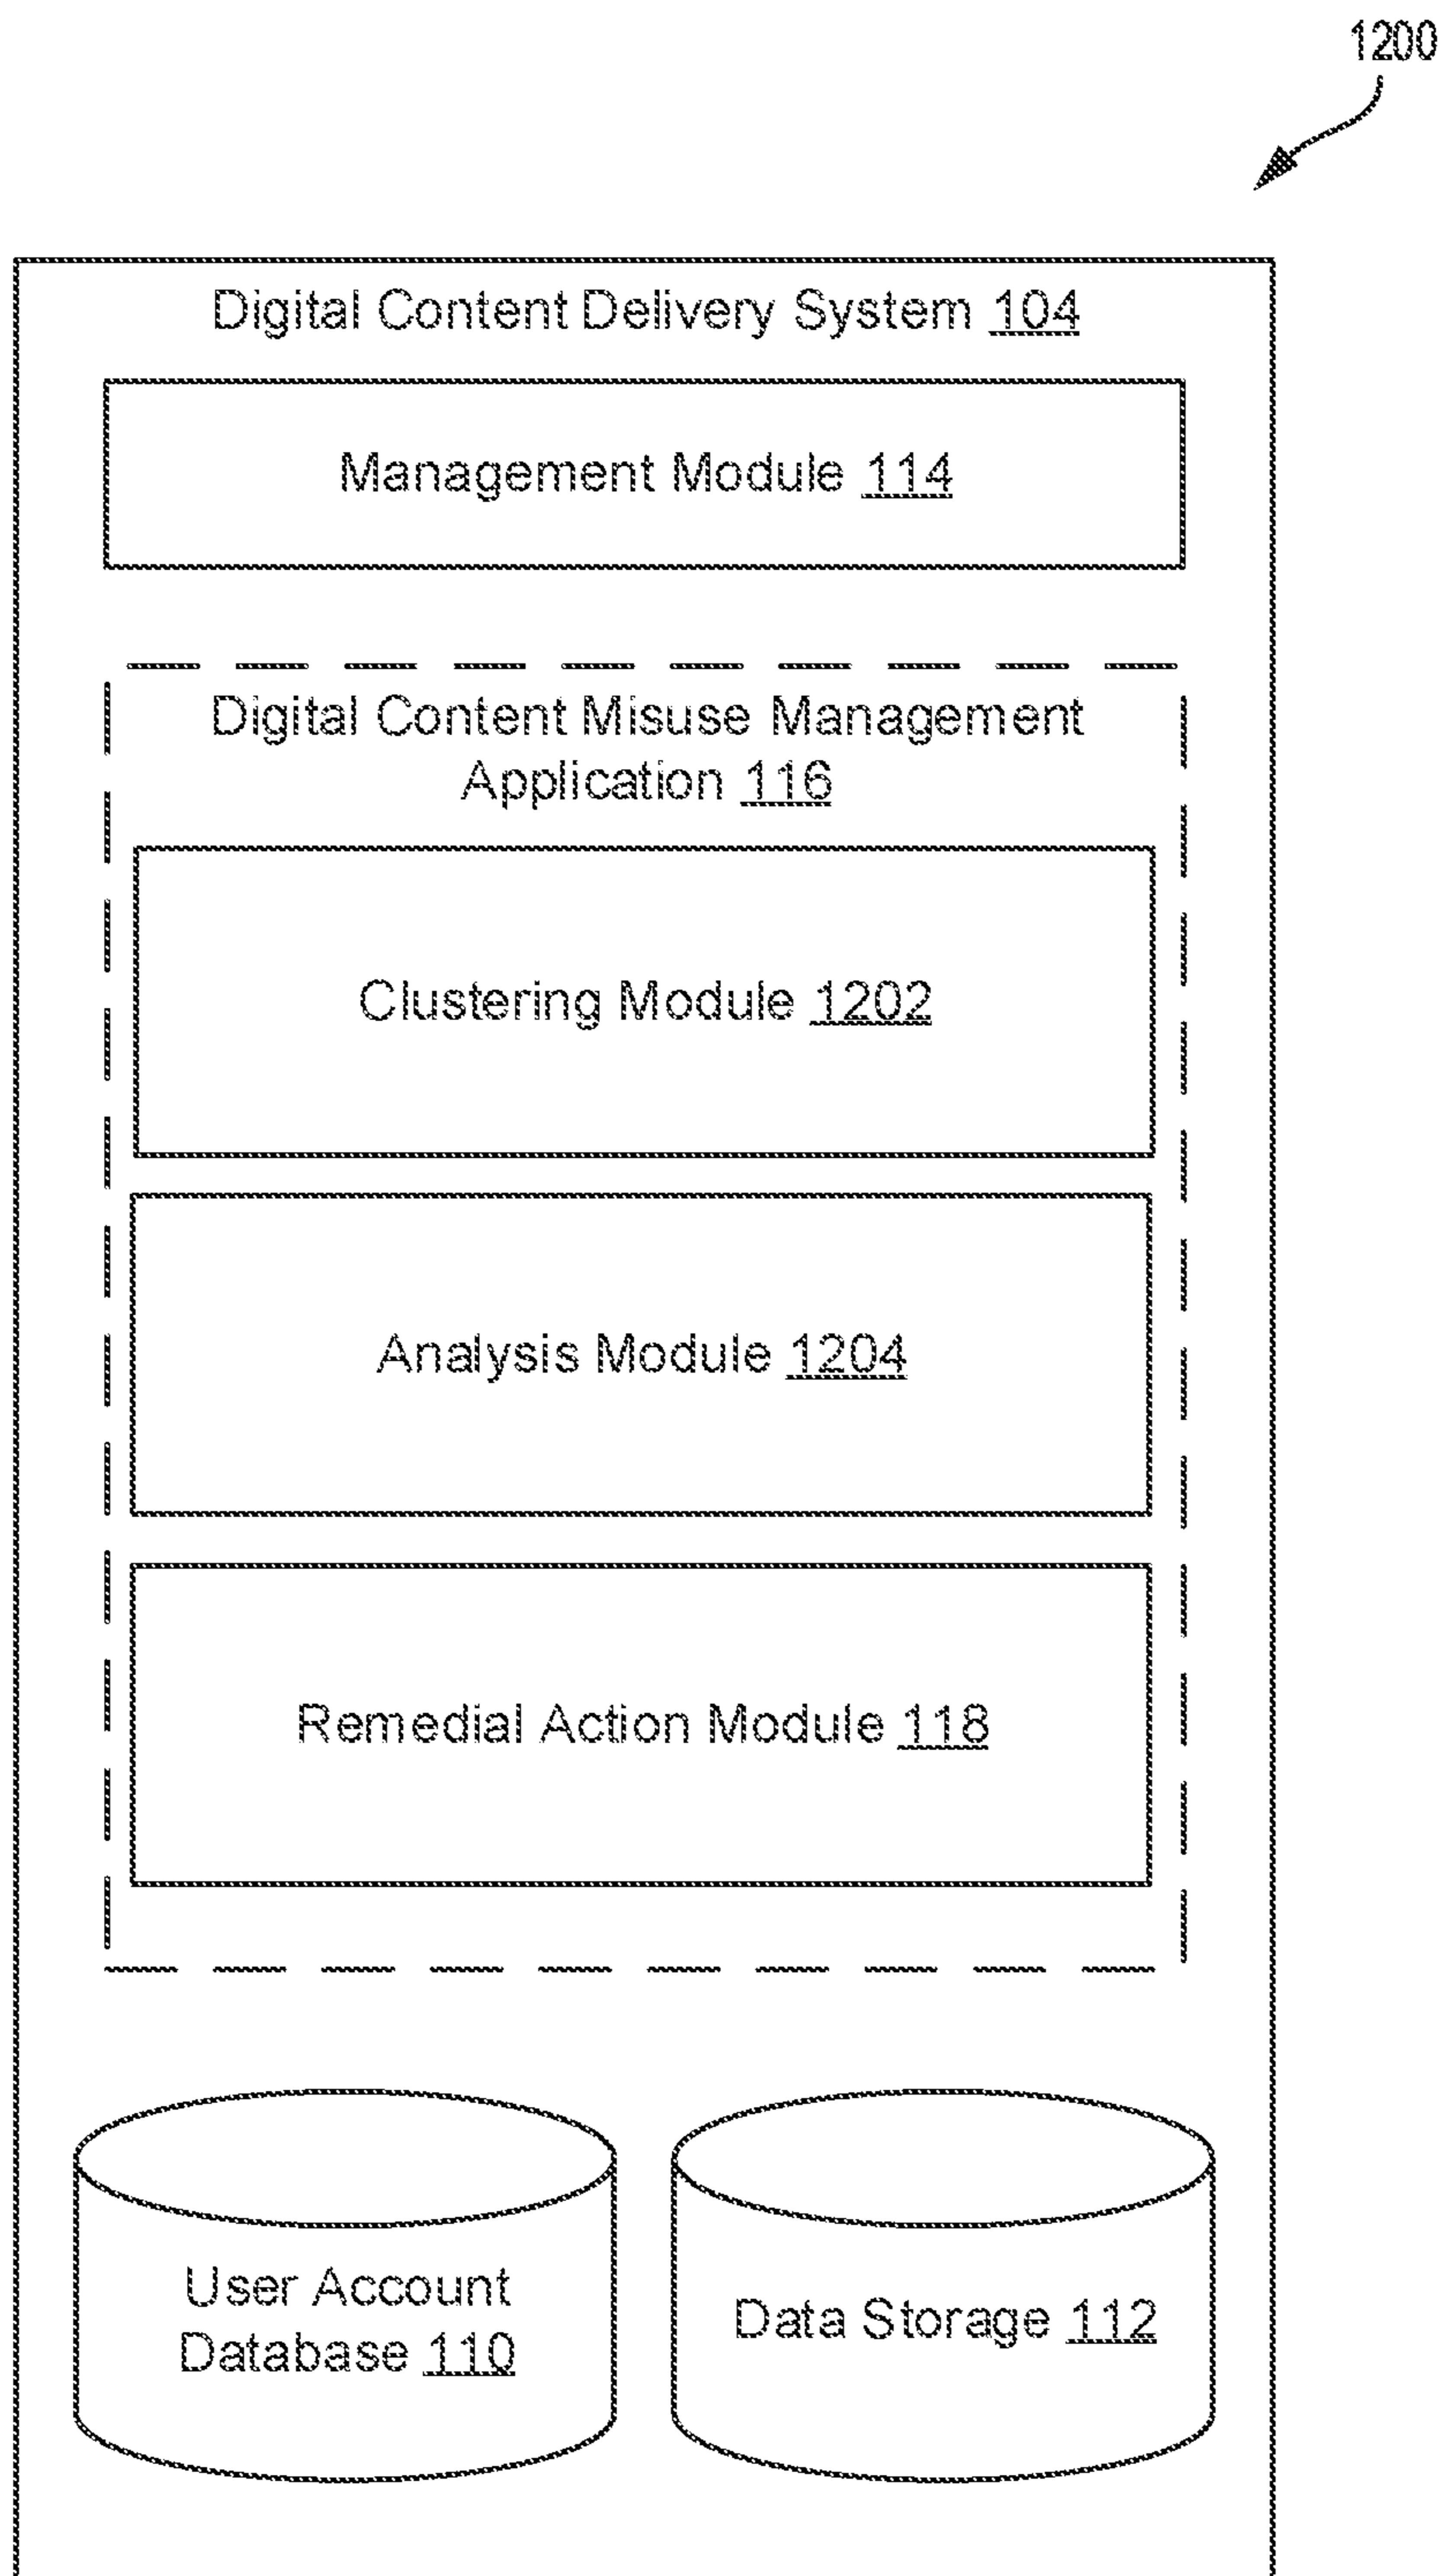 1200
Digital Content Delivery System 104
Management Module 114
Digital Content Misuse Management
Application 116
Clustering Module 1202
Analysis Module 1204
Remedial Action Module 118
User Account
Database 110
Data Storage 112